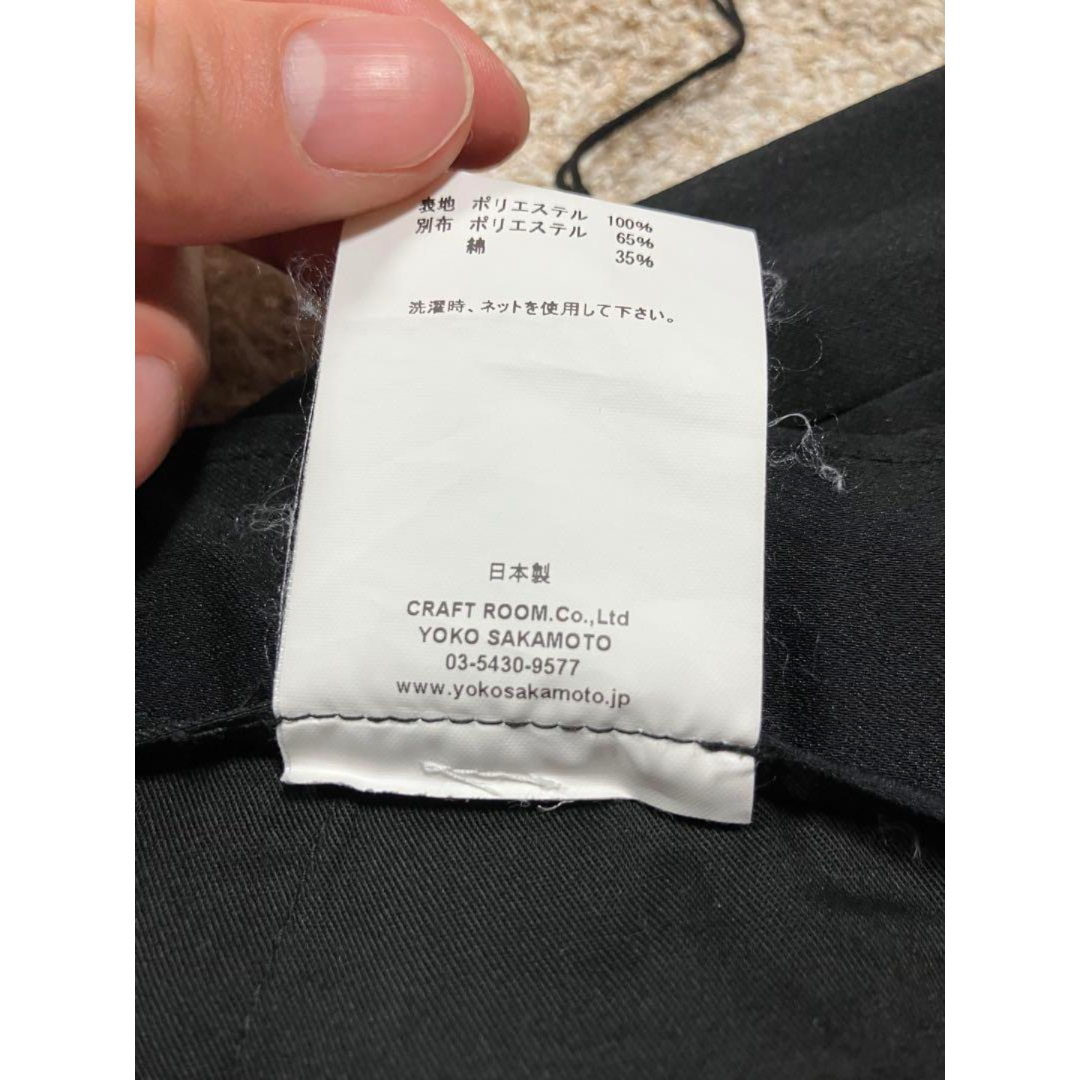 表地 ポリエステル 100%
別布 ポリエステル 65%
綿 35%
洗濯時、ネットを使用して下さい。
日本製
CRAFT ROOM.Co.,Ltd
YOKO SAKAMOTO
03-5430-9577
www.yokosakamoto.jp